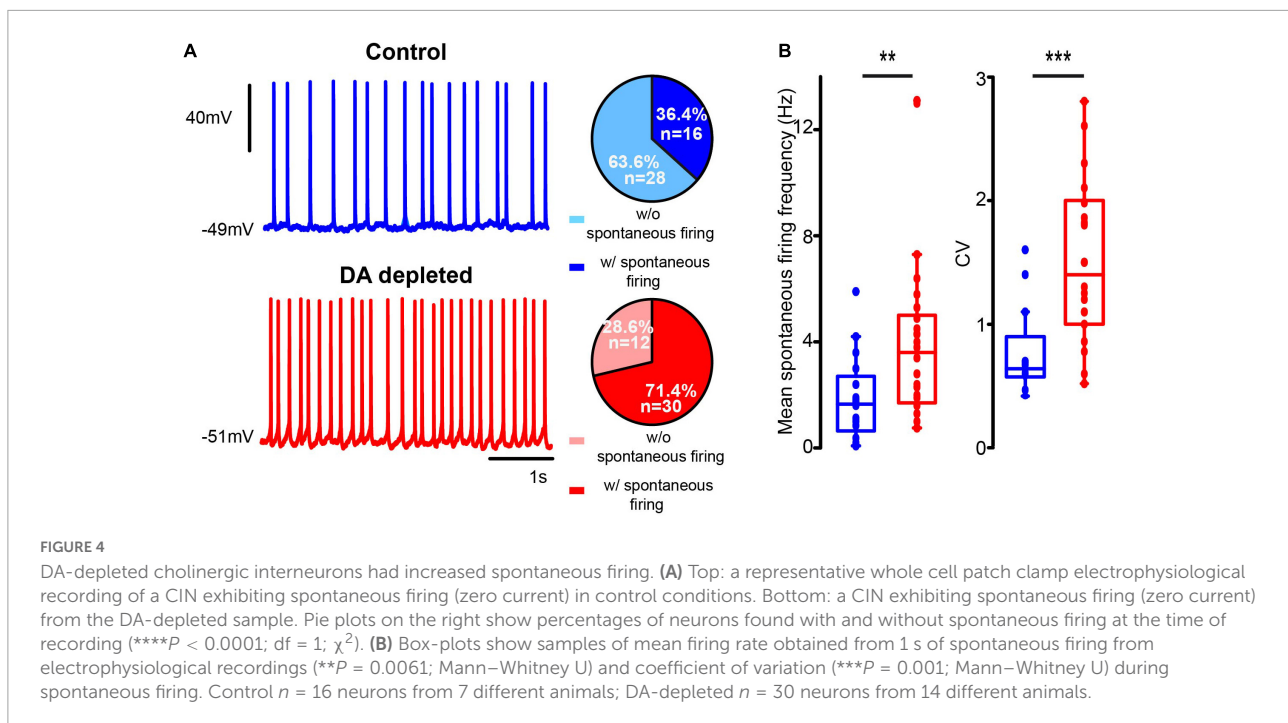 A
Control
40mV
-49mV
36.4%
n=16
63.6%
n=28
w/o
spontaneous firing
w/ spontaneous
firing
DA depleted
-51mV
1s
28.6%
n=12
71.4%
n=30
w/o
spontaneous firing
w/ spontaneous
firing
B
**
Mean spontaneous firing frequency (Hz)
12
8
4
0
***
CV
3
2
1
0
FIGURE 4
DA-depleted cholinergic interneurons had increased spontaneous firing. (A) Top: a representative whole cell patch clamp electrophysiological
recording of a CIN exhibiting spontaneous firing (zero current) in control conditions. Bottom: a CIN exhibiting spontaneous firing (zero current)
from the DA-depleted sample. Pie plots on the right show percentages of neurons found with and without spontaneous firing at the time of
recording (****P < 0.0001; df = 1; χ²). (B) Box-plots show samples of mean firing rate obtained from 1 s of spontaneous firing from
electrophysiological recordings (**P = 0.0061; Mann–Whitney U) and coefficient of variation (***P = 0.001; Mann–Whitney U) during
spontaneous firing. Control n = 16 neurons from 7 different animals; DA-depleted n = 30 neurons from 14 different animals.